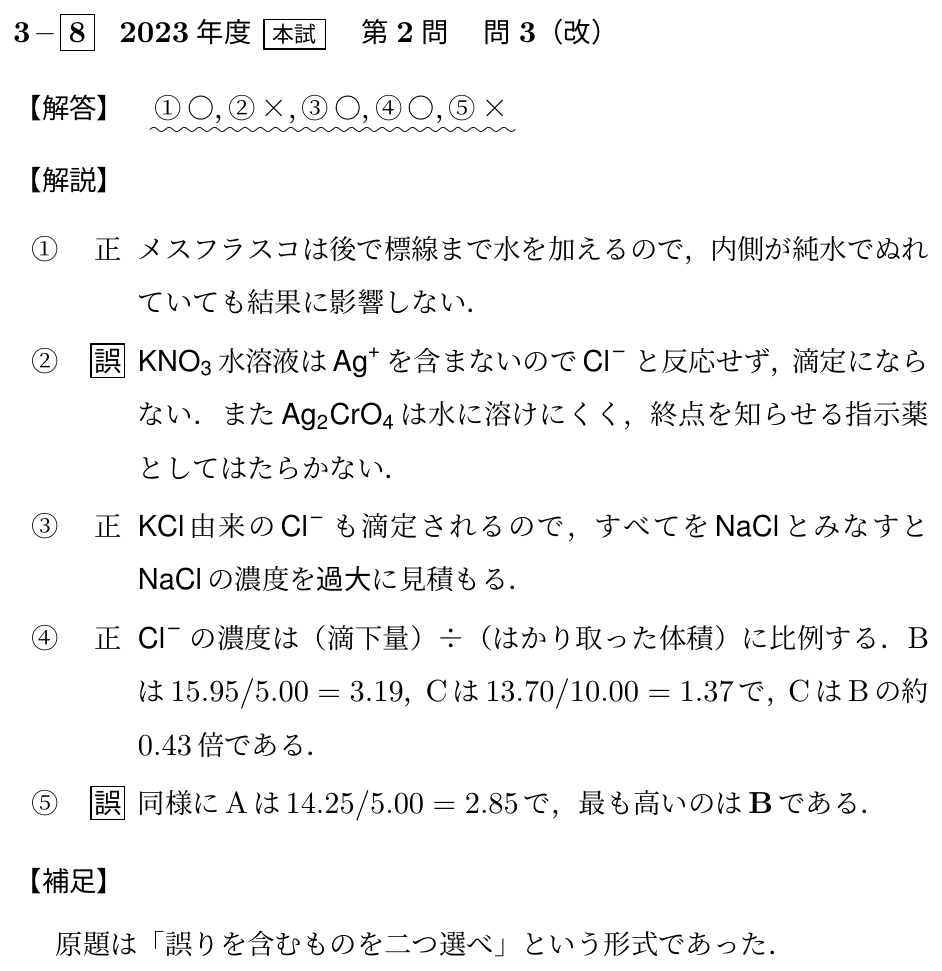 3−8 2023 年度 本試 第 2 問 問 3（改）
【解答】 ①○,②×,③○,④○,⑤×
【解説】
① 正 メスフラスコは後で標線まで水を加えるので，内側が純水でぬれ
ていても結果に影響しない．
② 誤 KNO₃ 水溶液は Ag⁺ を含まないので Cl⁻ と反応せず，滴定になら
ない．また Ag₂CrO₄ は水に溶けにくく，終点を知らせる指示薬
としてはたらかない．
③ 正 KCl 由来の Cl⁻ も滴定されるので，すべてを NaCl とみなすと
NaCl の濃度を過大に見積もる．
④ 正 Cl⁻ の濃度は（滴下量）÷（はかり取った体積）に比例する．B
は 15.95/5.00 = 3.19, C は 13.70/10.00 = 1.37 で，C は B の約
0.43 倍である．
⑤ 誤 同様に A は 14.25/5.00 = 2.85 で，最も高いのは B である．
【補足】
原題は「誤りを含むものを二つ選べ」という形式であった．